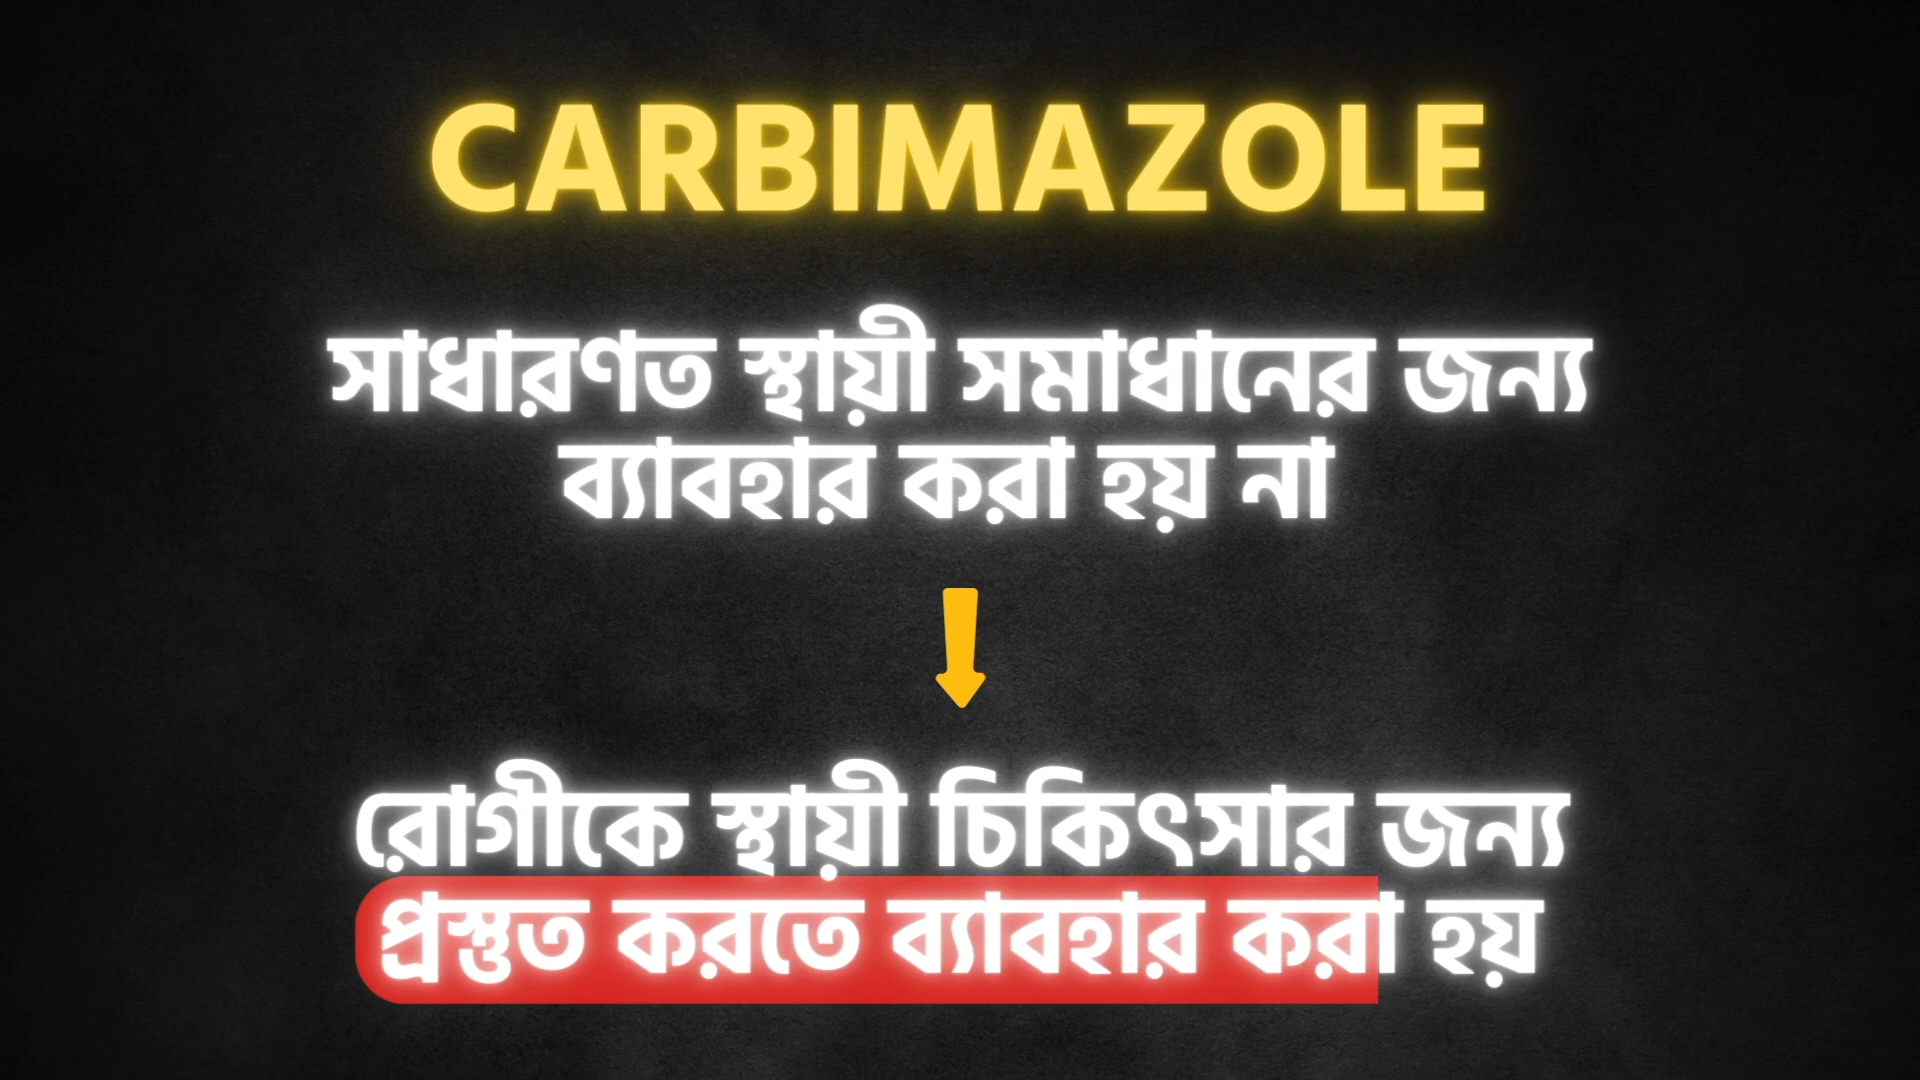 CARBIMAZOLE
সাধারণত স্থায়ী সমাধানের জন্য
ব্যাবহার করা হয় না
রোগীকে স্থায়ী চিকিৎসার জন্য
প্রস্তুত করতে ব্যাবহার করা হয়